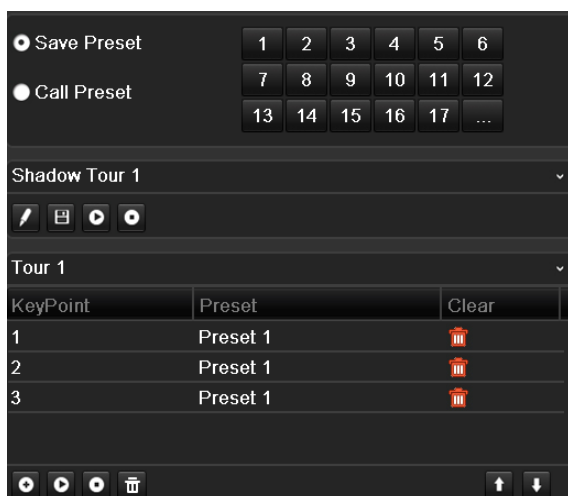 Save Preset
1 2 3 4 5 6
Call Preset
7 8 9 10 11 12
13 14 15 16 17 ...
Shadow Tour 1
Tour 1
KeyPoint Preset Clear
1 Preset 1
2 Preset 1
3 Preset 1